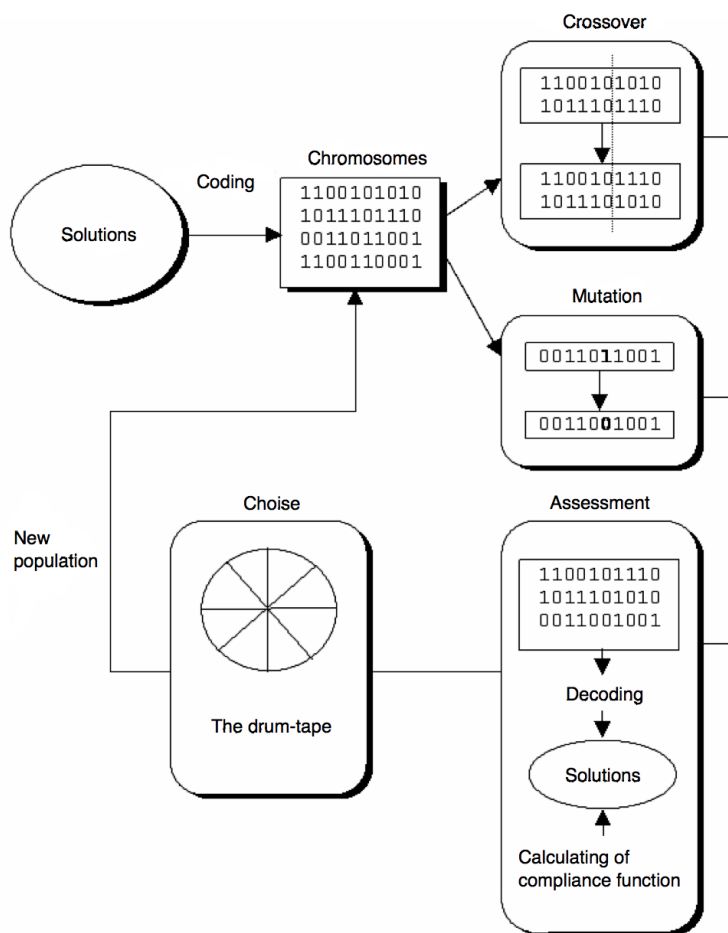 Crossover
1100101010
1011101110
1100101110
1011101010
Chromosomes
1100101010
1011101110
0011011001
1100110001
Coding
Solutions
Mutation
0011011001
0011001001
Choise
The drum-tape
New
population
Assessment
1100101110
1011101010
0011001001
Decoding
Solutions
Calculating of
compliance function